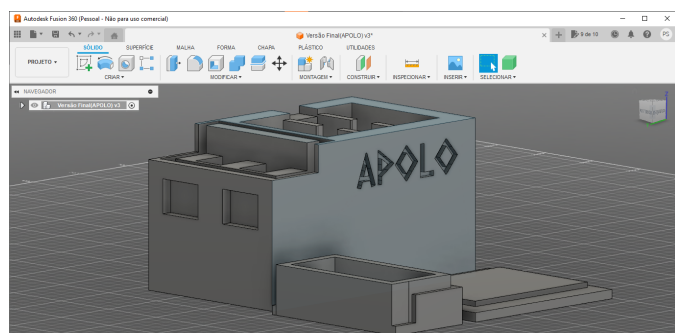 Autodesk Fusion 360 (Pessoal - Não para uso comercial)
Versão Final(APOLO) v3*
9 de 10
PS
SÓLIDO SUPERFÍCIE MALHA FORMA CHAPA PLÁSTICO UTILIDADES
PROJETO
CRIAR MODIFICAR MONTAGEM CONSTRUIR INSPECIONAR INSERIR SELECIONAR
NAVEGADOR
Versão Final(APOLO) v3
APOLO